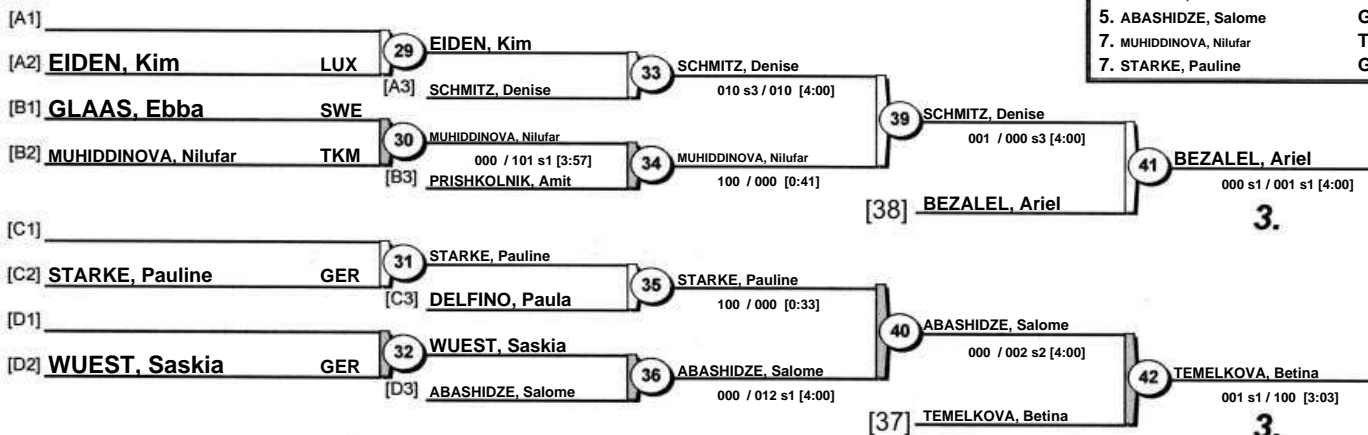 5. ABASHIDZE, Salome G
7. MUHIDDINOVA, Nilufar T
7. STARKE, Pauline G
[A1]
[A2] EIDEN, Kim LUX
29
EIDEN, Kim
[A3] SCHMITZ, Denise
33
SCHMITZ, Denise
010 s3 / 010 [4:00]
[B1] GLAAS, Ebba SWE
[B2] MUHIDDINOVA, Nilufar TKM
30
MUHIDDINOVA, Nilufar
000 / 101 s1 [3:57]
[B3] PRISHKOLNIK, Amit
34
MUHIDDINOVA, Nilufar
100 / 000 [0:41]
39
SCHMITZ, Denise
001 / 000 s3 [4:00]
[38] BEZALEL, Ariel
41
BEZALEL, Ariel
000 s1 / 001 s1 [4:00]
3.
[C1]
[C2] STARKE, Pauline GER
31
STARKE, Pauline
[C3] DELFINO, Paula
35
STARKE, Pauline
100 / 000 [0:33]
[D1]
[D2] WUEST, Saskia GER
32
WUEST, Saskia
[D3] ABASHIDZE, Salome
36
ABASHIDZE, Salome
000 / 012 s1 [4:00]
40
ABASHIDZE, Salome
000 / 002 s2 [4:00]
[37] TEMELKOVA, Betina
42
TEMELKOVA, Betina
001 s1 / 100 [3:03]
3.